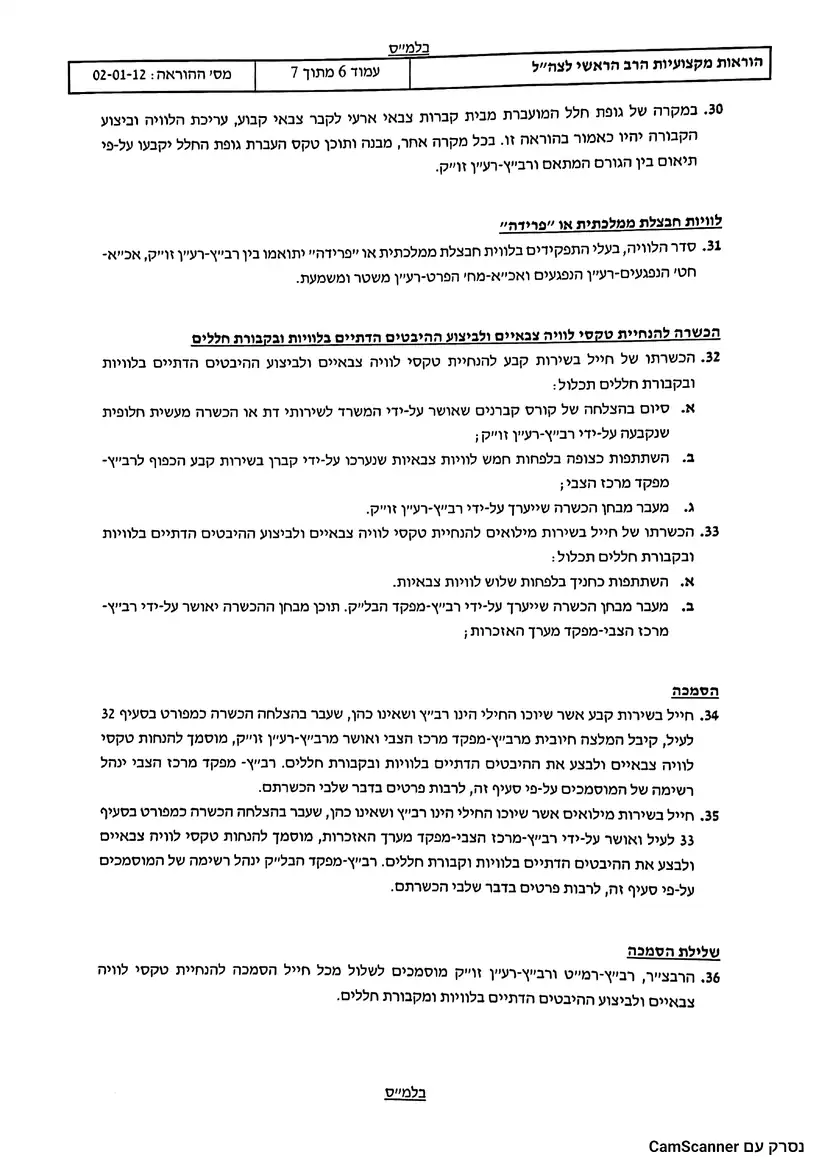 בלמ״ס
הוראות מקצועיות הרב הראשי לצה״ל
עמוד 6 מתוך 7
מס׳ ההוראה: 02-01-12
30. במקרה של גופת חלל המועברת מבית קברות צבאי ארעי לקבר צבאי קבוע, עריכת הלוויה וביצוע
הקבורה יהיו כאמור בהוראה זו. בכל מקרה אחר, מבנה ותוכן טקס העברת גופת החלל יקבעו על-פי
תיאום בין הגורם המתאם ורב״ץ-רע״ן זו״ק.
לוויות חבצלת ממלכתית או ״פרידה״
31. סדר הלוויה, בעלי התפקידים בלווית חבצלת ממלכתית או ״פרידה״ יתואמו בין רב״ץ-רע״ן זו״ק, אכ״א-
חט׳ הנפגעים-רע״ן הנפגעים ואכ״א-מח׳ הפרט-רע״ן משטר ומשמעת.
הכשרה להנחיית טקסי לוויה צבאיים ולביצוע ההיבטים הדתיים בלוויות ובקבורת חללים
32. הכשרתו של חייל בשירות קבע להנחיית טקסי לוויה צבאיים ולביצוע ההיבטים הדתיים בלוויות
ובקבורת חללים תכלול:
א. סיום בהצלחה של קורס קברנים שאושר על-ידי המשרד לשירותי דת או הכשרה מעשית חלופית
שנקבעה על-ידי רב״ץ-רע״ן זו״ק;
ב. השתתפות כצופה בלפחות חמש לוויות צבאיות שנערכו על-ידי קברן בשירות קבע הכפוף לרב״ץ-
מפקד מרכז הצבי;
ג. מעבר מבחן הכשרה שייערך על-ידי רב״ץ-רע״ן זו״ק.
33. הכשרתו של חייל בשירות מילואים להנחיית טקסי לוויה צבאיים ולביצוע ההיבטים הדתיים בלוויות
ובקבורת חללים תכלול:
א. השתתפות כחניך בלפחות שלוש לוויות צבאיות.
ב. מעבר מבחן הכשרה שייערך על-ידי רב״ץ-מפקד הבל״ק. תוכן מבחן ההכשרה יאושר על-ידי רב״ץ-
מרכז הצבי-מפקד מערך האזכרות;
הסמכה
34. חייל בשירות קבע אשר שיוכו החילי הינו רב״ץ ושאינו כהן, שעבר בהצלחה הכשרה כמפורט בסעיף 32
לעיל, קיבל המלצה חיובית מרב״ץ-מפקד מרכז הצבי ואושר מרב״ץ-רע״ן זו״ק, מוסמך להנחות טקסי
לוויה צבאיים ולבצע את ההיבטים הדתיים בלוויות ובקבורת חללים. רב״ץ- מפקד מרכז הצבי ינהל
רשימה של המוסמכים על-פי סעיף זה, לרבות פרטים בדבר שלבי הכשרתם.
35. חייל בשירות מילואים אשר שיוכו החילי הינו רב״ץ ושאינו כהן, שעבר בהצלחה הכשרה כמפורט בסעיף
33 לעיל ואושר על-ידי רב״ץ-מרכז הצבי-מפקד מערך האזכרות, מוסמך להנחות טקסי לוויה צבאיים
ולבצע את ההיבטים הדתיים בלוויות וקבורת חללים. רב״ץ-מפקד הבל״ק ינהל רשימה של המוסמכים
על-פי סעיף זה, לרבות פרטים בדבר שלבי הכשרתם.
שלילת הסמכה
36. הרבצ״ר, רב״ץ-רמ״ט ורב״ץ-רע״ן זו״ק מוסמכים לשלול מכל חייל הסמכה להנחיית טקסי לוויה
צבאיים ולביצוע ההיבטים הדתיים בלוויות ומקבורת חללים.
בלמ״ס
נסרק עם CamScanner